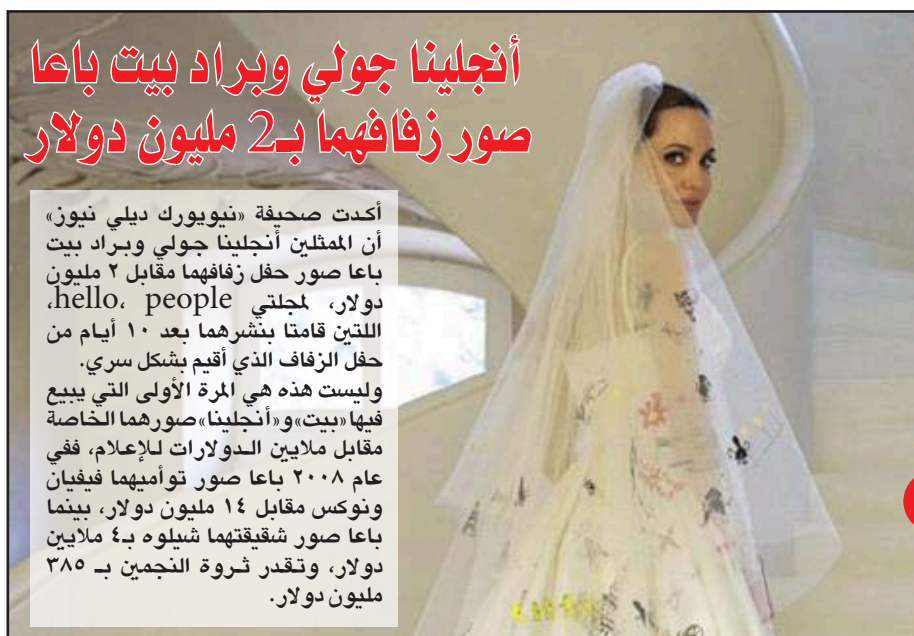 أنجلينا جولي وبراد بيت باعا
صور زفافهما بـ2 مليون دولار
أكدت صحيفة «نيويورك ديلي نيوز»
أن الممثلين أنجلينا جولي وبراد بيت
باعا صور حفل زفافهما مقابل ٢ مليون
دولار، لمجلتي hello، people،
اللتين قامتا بنشرهما بعد ١٠ أيام من
حفل الزفاف الذي أقيم بشكل سري.
وليست هذه هي المرة الأولى التي يبيع
فيها«بيت»و«أنجلينا»صورهما الخاصة
مقابل ملايين الدولارات للإعلام، ففي
عام ٢٠٠٨ باعا صور توأميهما فيفيان
ونوكس مقابل ١٤ مليون دولار، بينما
باعا صور شقيقتهما شيلوه بـ٤ ملايين
دولار، وتقدر ثروة النجمين بـ ٣٨٥
مليون دولار.